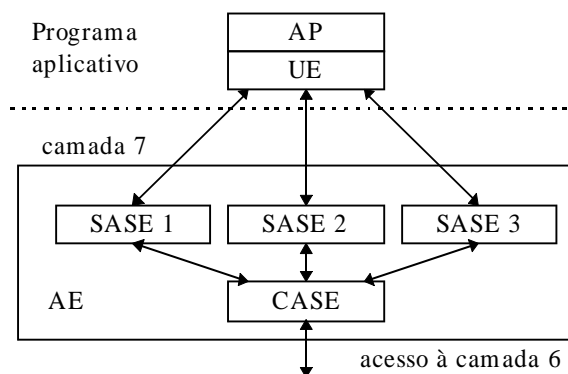 Programa
aplicativo
AP
UE
camada 7
SASE 1
SASE 2
SASE 3
CASE
AE
acesso à camada 6